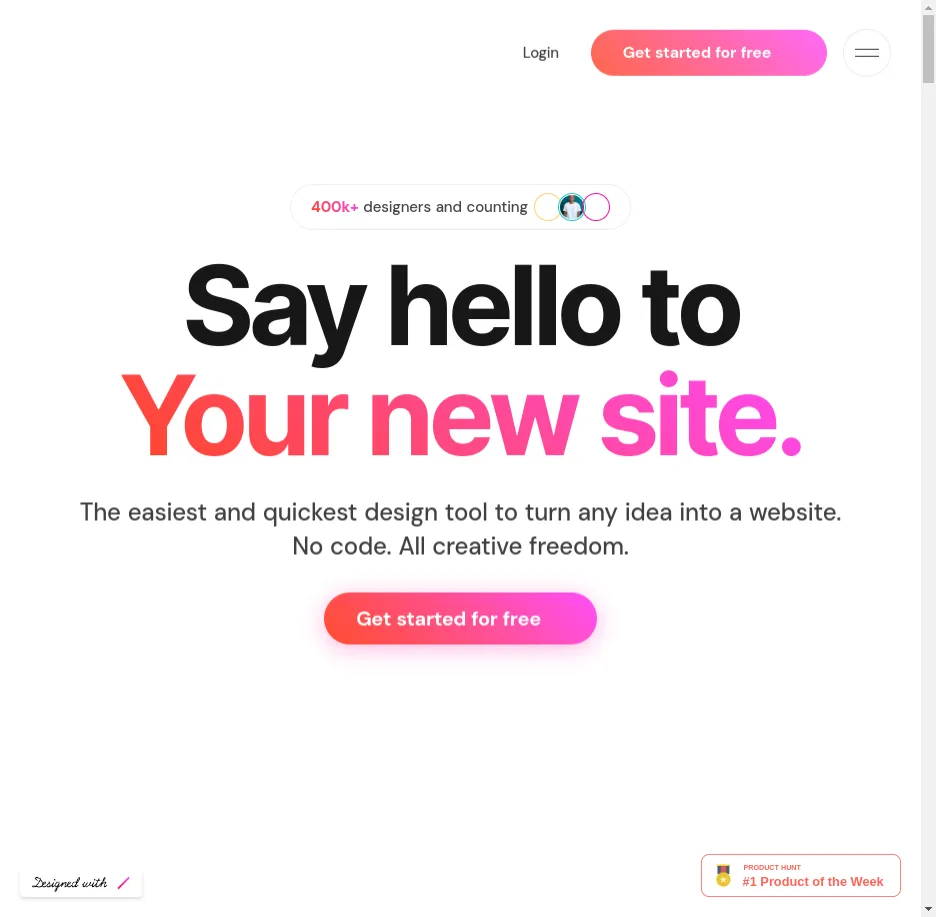 Login
Get started for free
400k+ designers and counting
Say hello to
Your new site.
The easiest and quickest design tool to turn any idea into a website.
No code. All creative freedom.
Get started for free
Designed with
PRODUCT HUNT
#1 Product of the Week